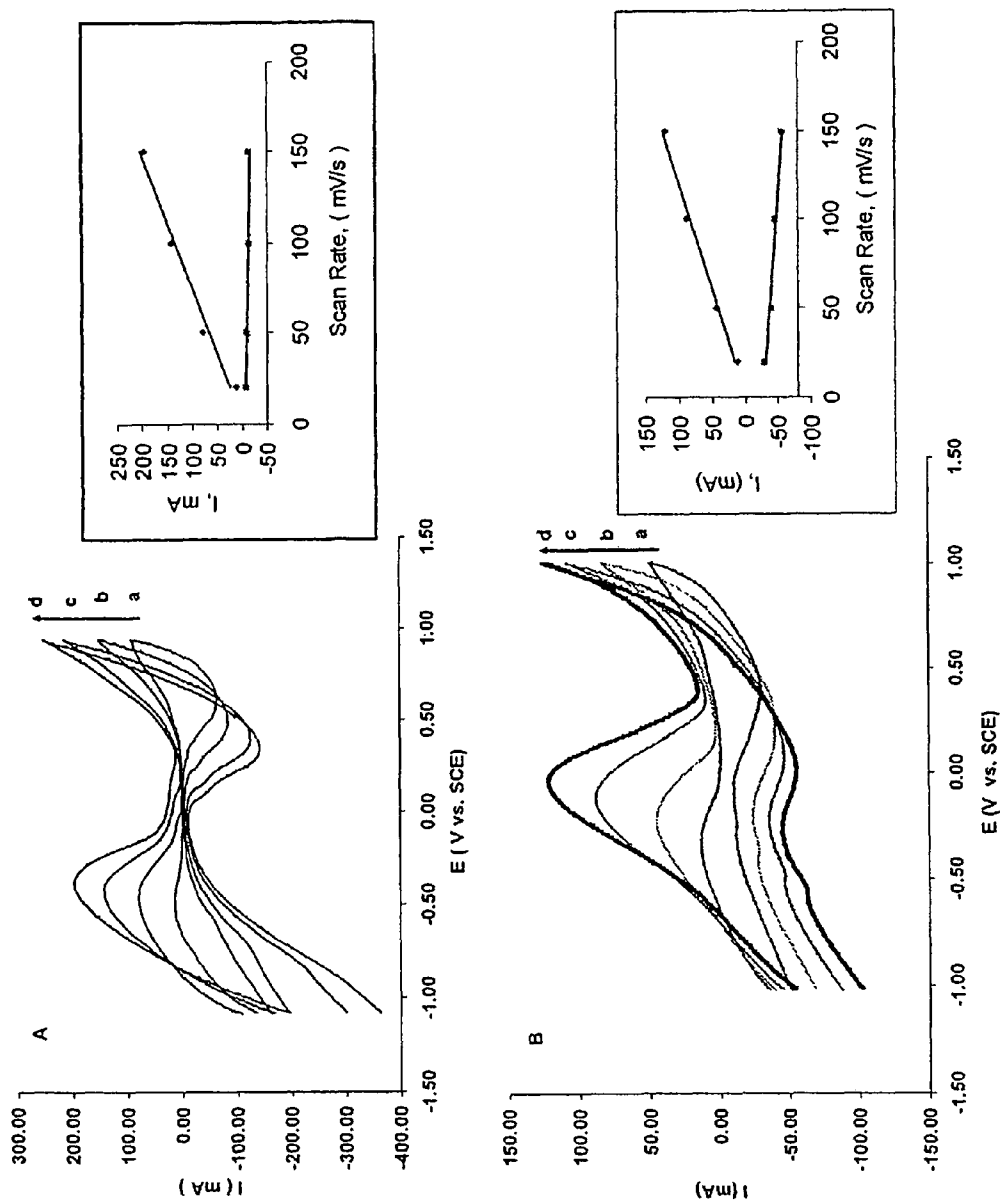 A
300.00
200.00
100.00
0.00
-100.00
-200.00
-300.00
-400.00
I ( mA )
-1.50
-1.00
-0.50
0.00
0.50
1.00
1.50
E ( V vs. SCE)
d
c
b
a
250
200
150
100
50
0
-50
I, mA
0
50
100
150
200
Scan Rate, ( mV/s )
B
150.00
100.00
50.00
0.00
-50.00
-100.00
-150.00
I (mA)
-1.50
-1.00
-0.50
0.00
0.50
1.00
1.50
E (V vs. SCE)
d
c
b
a
150
100
50
0
-50
-100
I, (mA)
0
50
100
150
200
Scan Rate, ( mV/s )